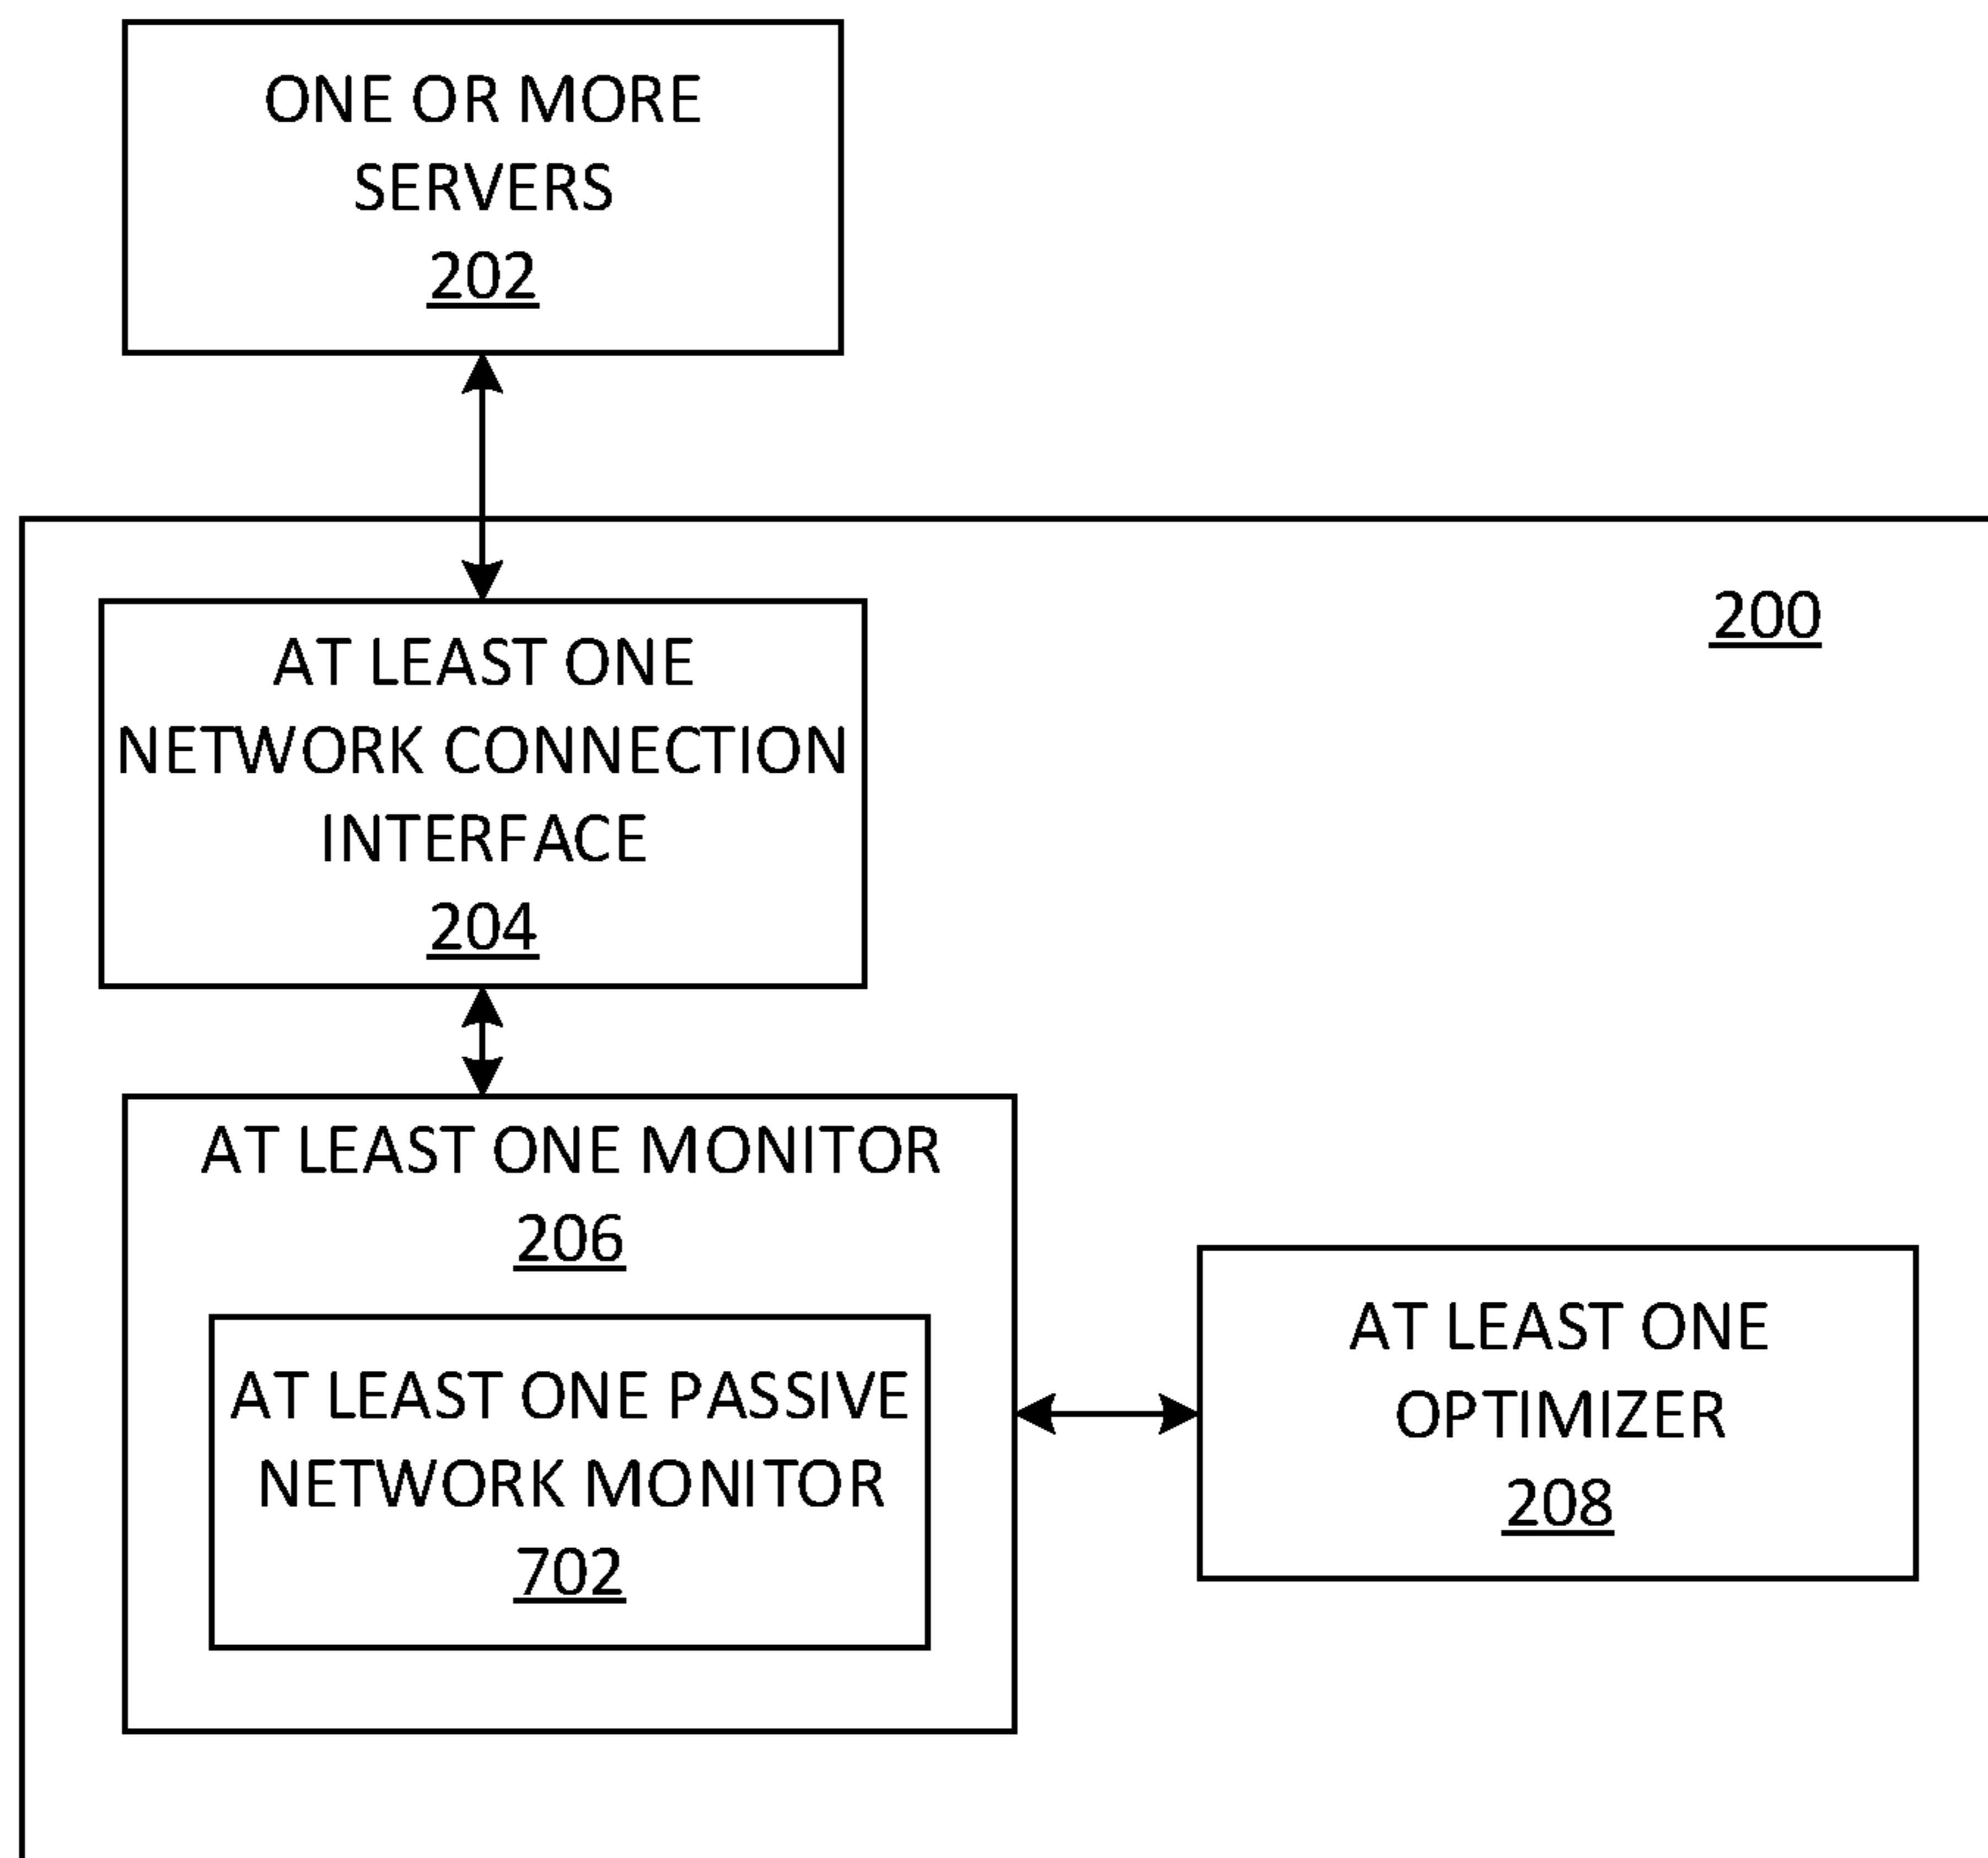 ONE OR MORE
SERVERS
202
200
AT LEAST ONE
NETWORK CONNECTION
INTERFACE
204
AT LEAST ONE MONITOR
206
AT LEAST ONE PASSIVE
NETWORK MONITOR
702
AT LEAST ONE
OPTIMIZER
208